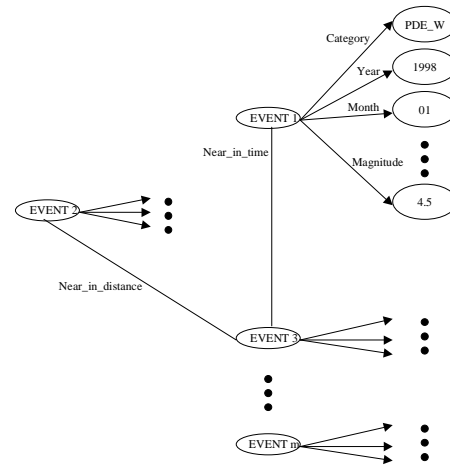 PDE_W
Category
Year
1998
EVENT 1
Month
01
Near_in_time
Magnitude
4.5
EVENT 2
Near_in_distance
EVENT 3
EVENT m